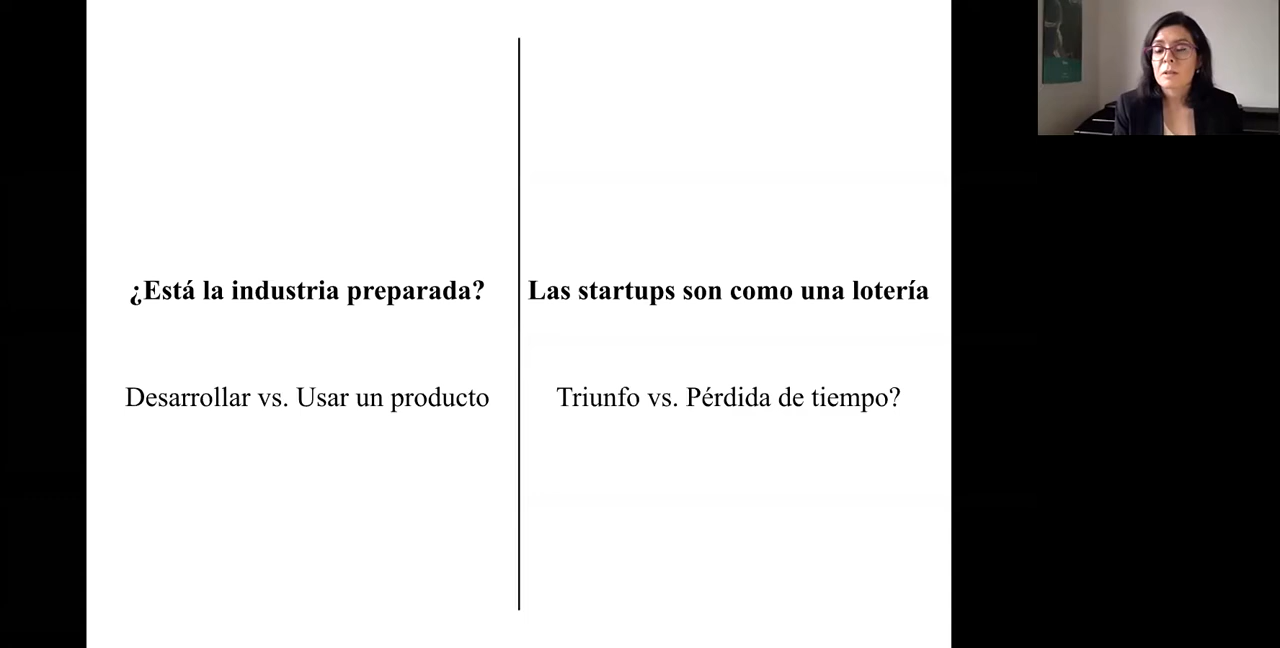 ¿Está la industria preparada?
Desarrollar vs. Usar un producto
Las startups son como una lotería
Triunfo vs. Pérdida de tiempo?